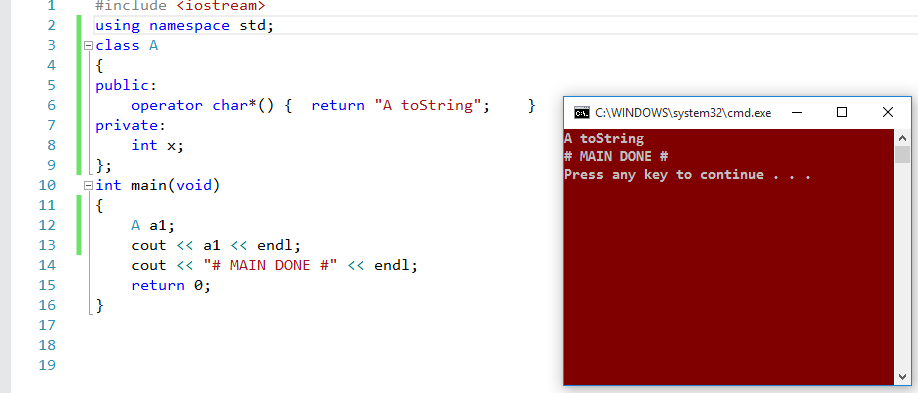 1 #include <iostream>
2 using namespace std;
3 class A
4 {
5 public:
6 operator char*() { return "A toString"; }
7 private:
8 int x;
9 };
10 int main(void)
11 {
12 A a1;
13 cout << a1 << endl;
14 cout << "# MAIN DONE #" << endl;
15 return 0;
16 }
17
18
19
C:\WINDOWS\system32\cmd.exe
A toString
# MAIN DONE #
Press any key to continue . . .